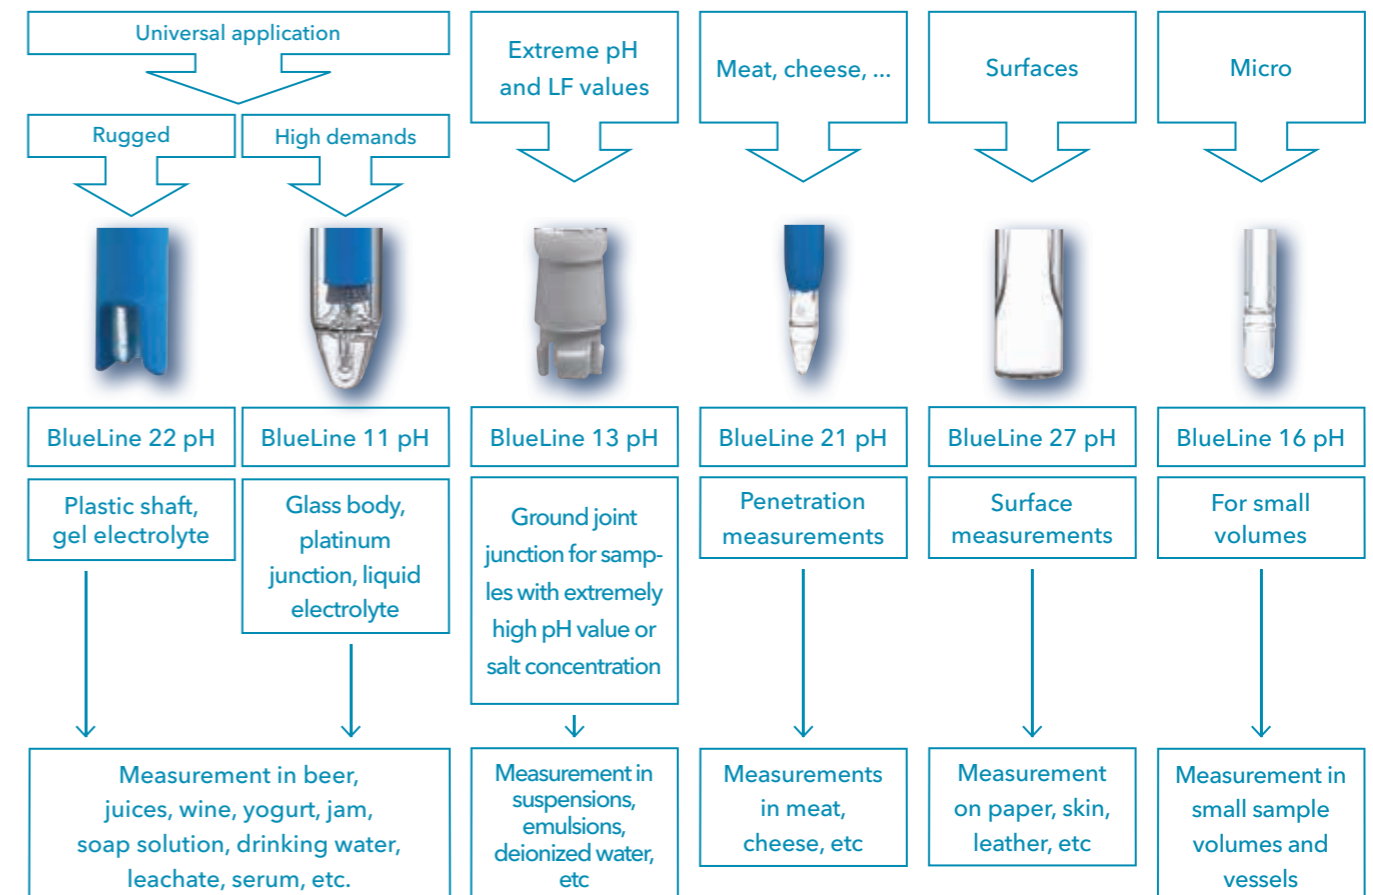 Universal application
Rugged
High demands
Extreme pH
and LF values
Meat, cheese, ...
Surfaces
Micro
BlueLine 22 pH
BlueLine 11 pH
BlueLine 13 pH
BlueLine 21 pH
BlueLine 27 pH
BlueLine 16 pH
Plastic shaft,
gel electrolyte
Glass body,
platinum
junction, liquid
electrolyte
Ground joint
junction for samp-
les with extremely
high pH value or
salt concentration
Penetration
measurements
Surface
measurements
For small
volumes
Measurement in beer,
juices, wine, yogurt, jam,
soap solution, drinking water,
leachate, serum, etc.
Measurement in
suspensions,
emulsions,
deionized water,
etc
Measurements
in meat,
cheese, etc
Measurement
on paper, skin,
leather, etc
Measurement in
small sample
volumes and
vessels